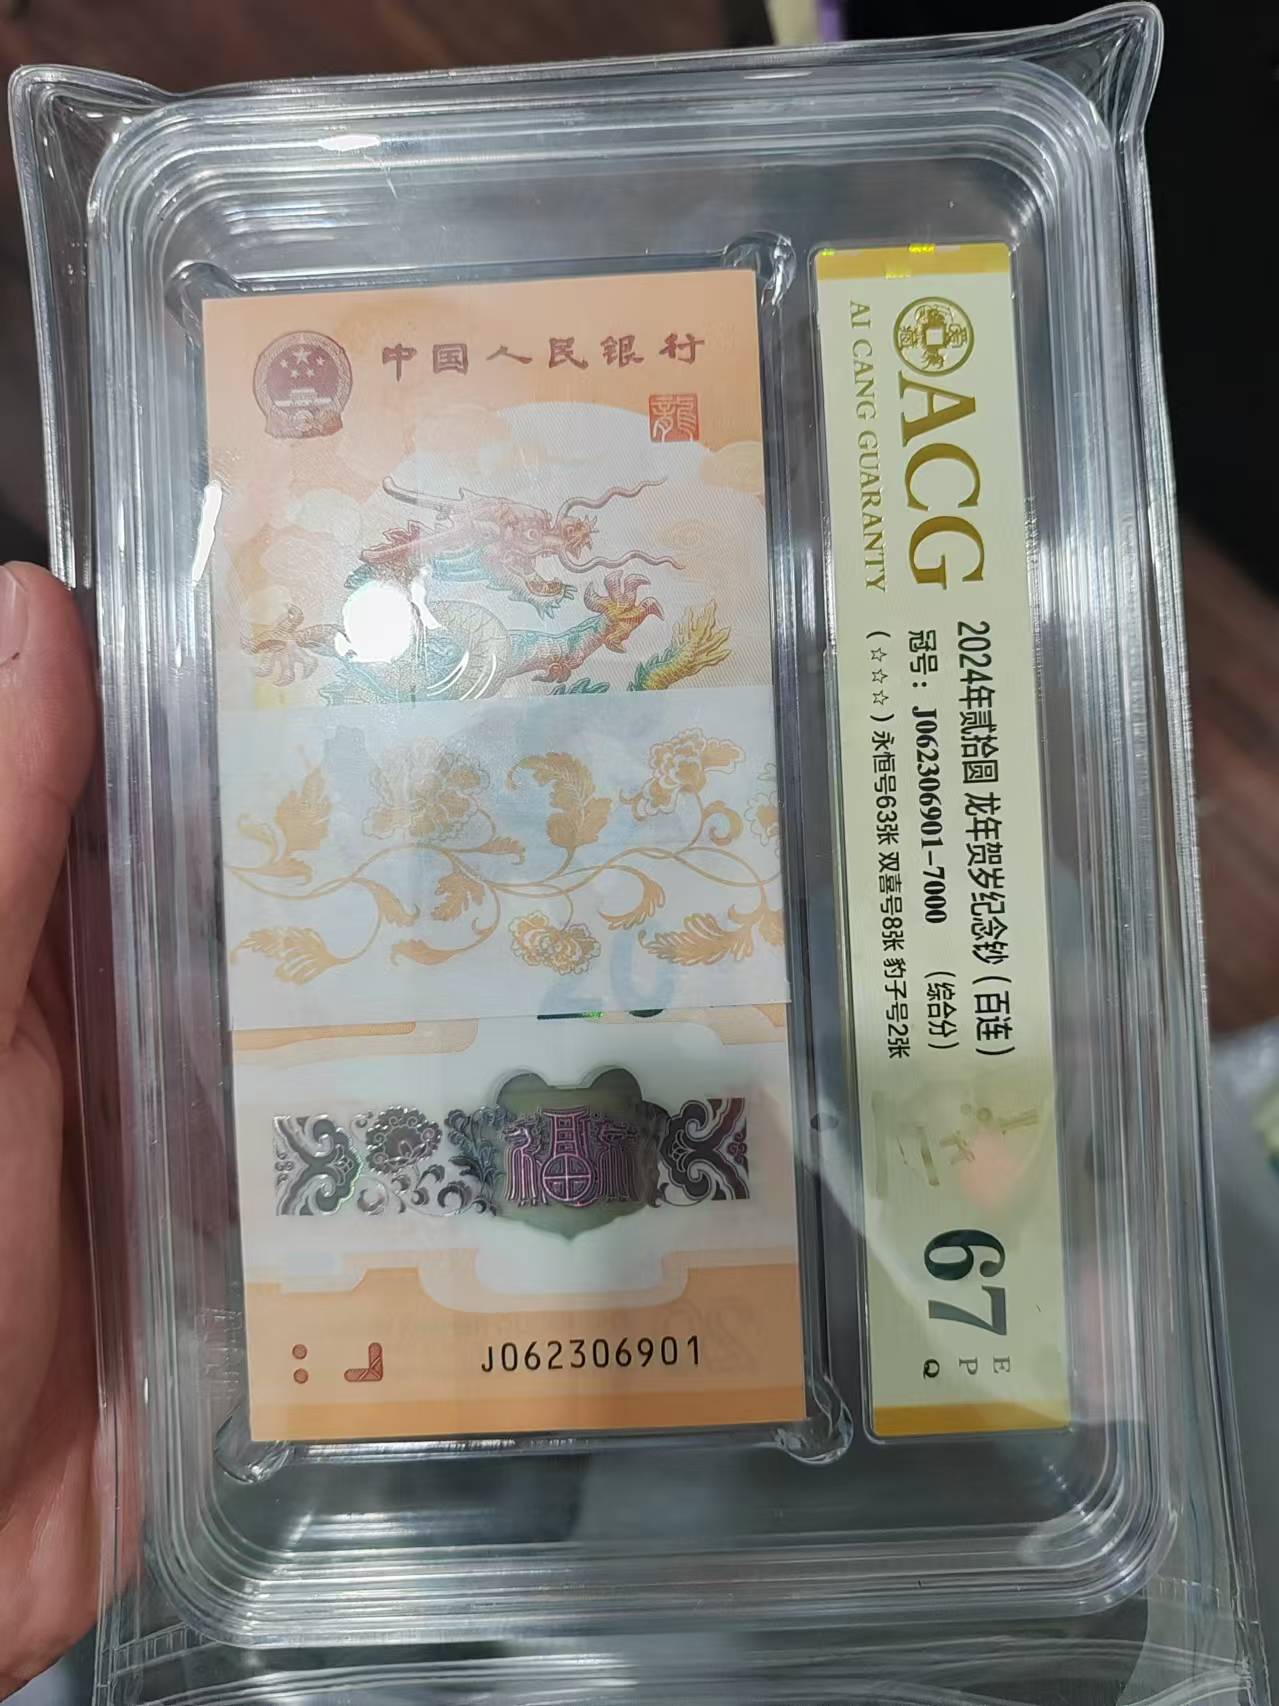 中国人民银行
龍
福
J062306901
ACG
AI CANG GUARANTY
2024年贰拾圆 龙年贺岁纪念钞（百连）
冠号：J062306901-7000 （综合分）
（☆☆☆）永恒号63张 双喜号8张 豹子号2张
67
E
P
Q